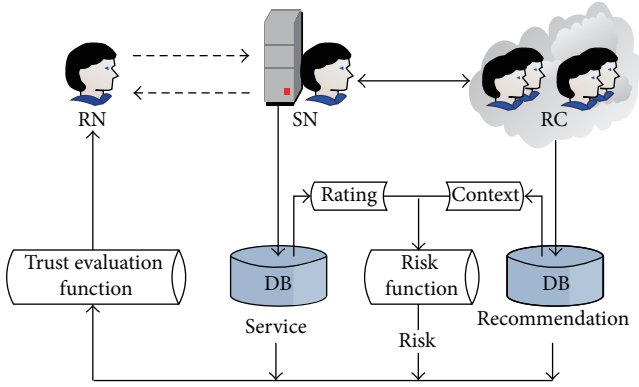 RN
SN
RC
Rating
Context
Trust evaluation
function
DB
Service
Risk
function
Risk
DB
Recommendation